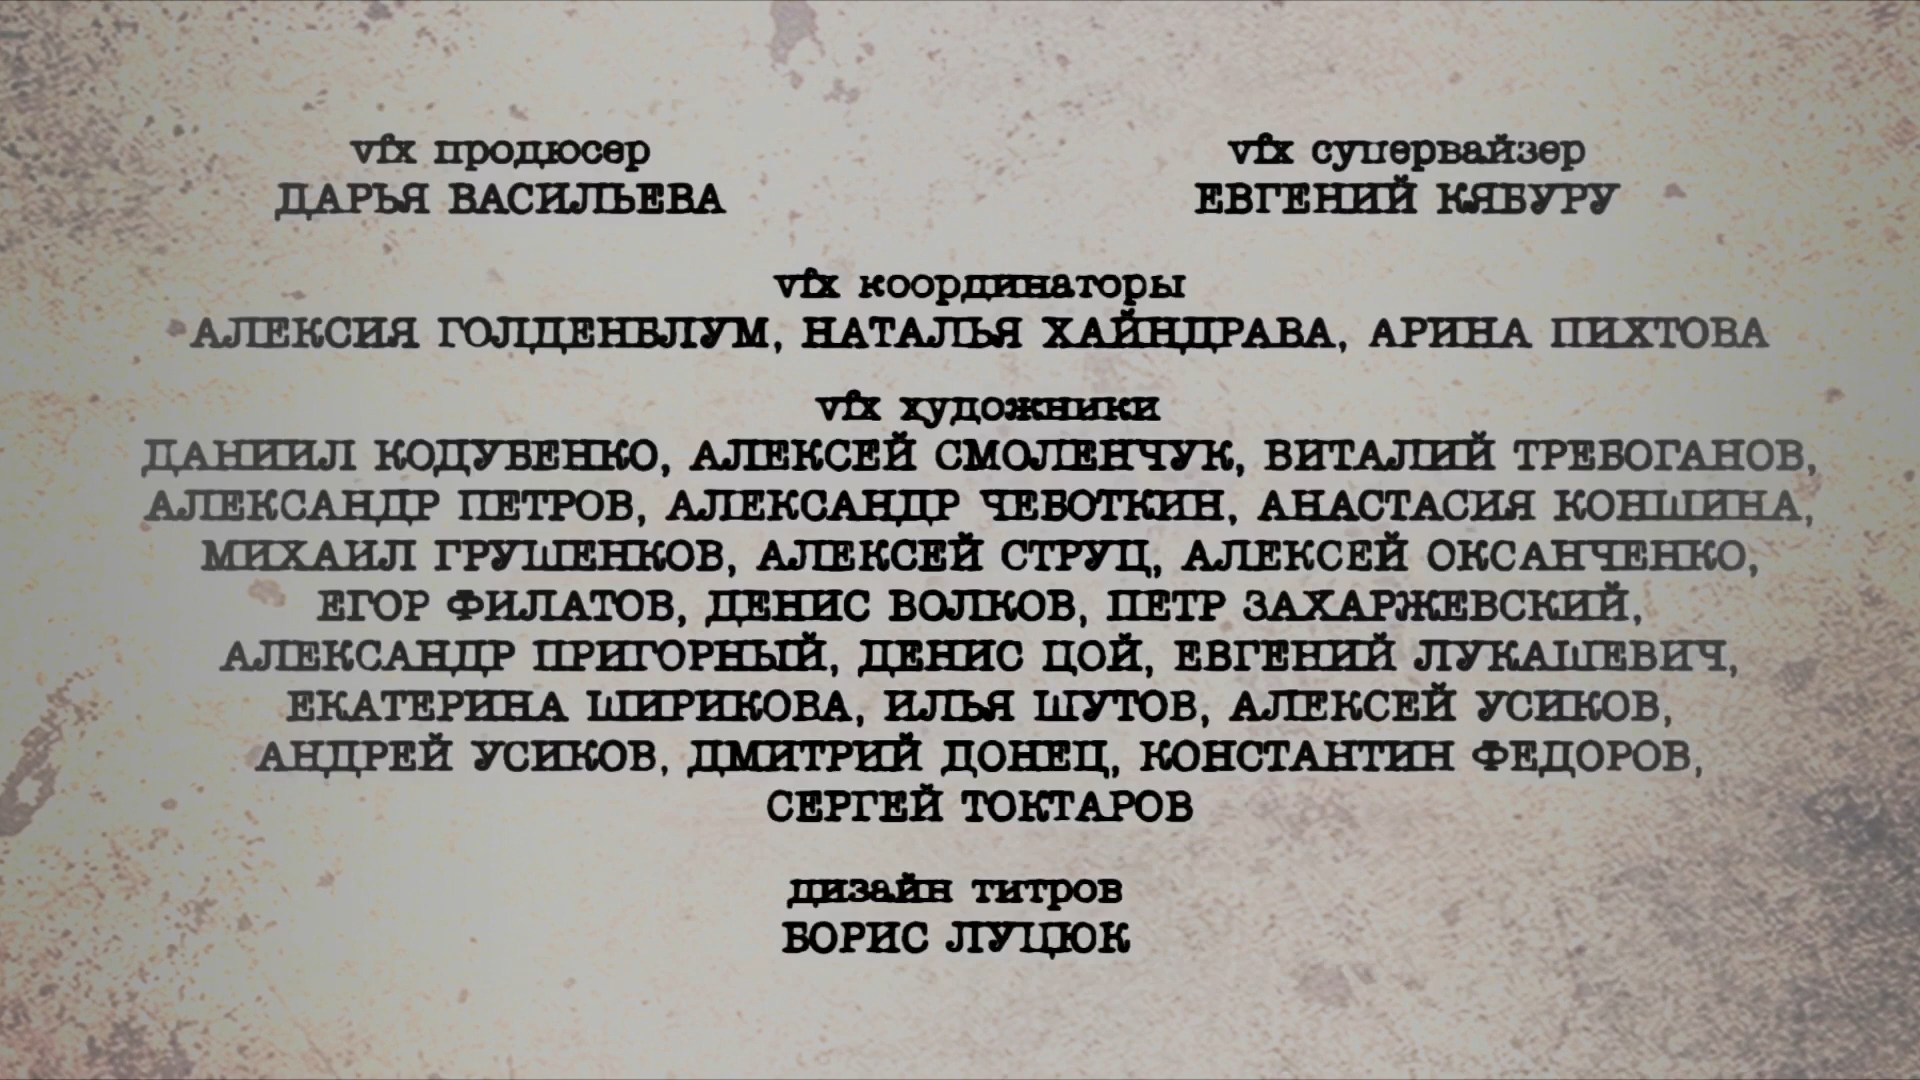 vfx продюсер
ДАРЬЯ ВАСИЛЬЕВА
vfx супервайзер
ЕВГЕНИЙ КЯБУРУ
vfx координаторы
АЛЕКСИЯ ГОЛДЕНБЛУМ, НАТАЛЬЯ ХАЙНДРАВА, АРИНА ПИХТОВА
vfx художники
ДАНИИЛ КОДУБЕНКО, АЛЕКСЕЙ СМОЛЕНЧУК, ВИТАЛИЙ ТРЕБОГАНОВ,
АЛЕКСАНДР ПЕТРОВ, АЛЕКСАНДР ЧЕБОТКИН, АНАСТАСИЯ КОНШИНА,
МИХАИЛ ГРУШЕНКОВ, АЛЕКСЕЙ СТРУЦ, АЛЕКСЕЙ ОКСАНЧЕНКО,
ЕГОР ФИЛАТОВ, ДЕНИС ВОЛКОВ, ПЕТР ЗАХАРЖЕВСКИЙ,
АЛЕКСАНДР ПРИГОРНЫЙ, ДЕНИС ЦОЙ, ЕВГЕНИЙ ЛУКАШЕВИЧ,
ЕКАТЕРИНА ШИРИКОВА, ИЛЬЯ ШУТОВ, АЛЕКСЕЙ УСИКОВ,
АНДРЕЙ УСИКОВ, ДМИТРИЙ ДОНЕЦ, КОНСТАНТИН ФЕДОРОВ,
СЕРГЕЙ ТОКТАРОВ
дизайн титров
БОРИС ЛУЦЮК